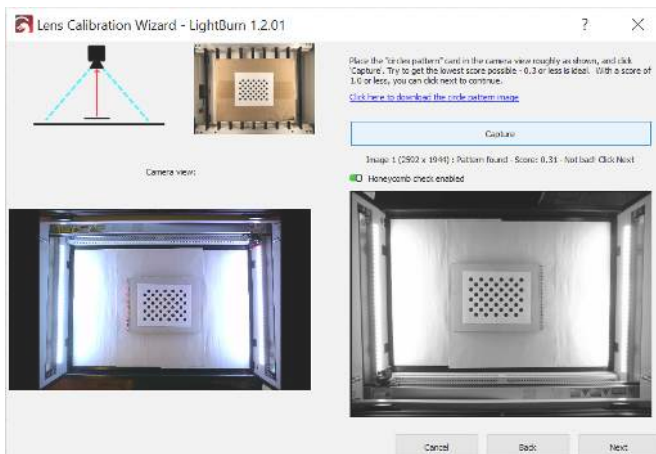 Lens Calibration Wizard - LightBurn 1.2.01
Place the "circles pattern" card in the camera view roughly as shown, and click
'Capture'. Try to get the lowest score possible - 0.3 or less is ideal. With a score of
1.0 or less, you can click next to continue.
Click here to download the circle pattern image
Capture
Image 1 (2592 x 1944) : Pattern found - Score: 0.31 - Not bad! Click Next
Camera view:
Honeycomb check enabled
Cancel
Back
Next